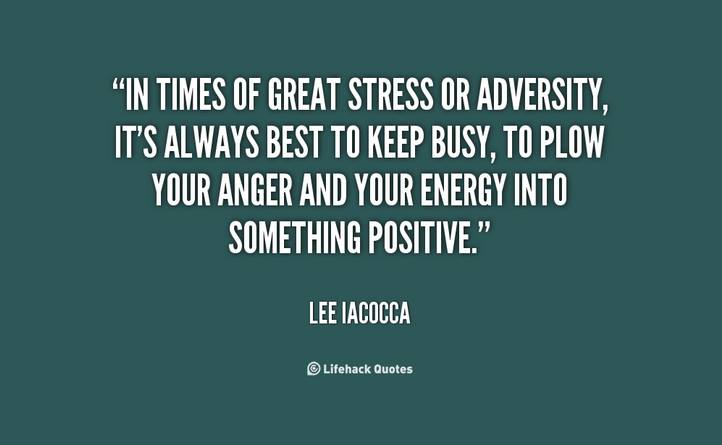 “IN TIMES OF GREAT STRESS OR ADVERSITY,
IT’S ALWAYS BEST TO KEEP BUSY, TO PLOW
YOUR ANGER AND YOUR ENERGY INTO
SOMETHING POSITIVE.”
LEE IACOCCA
Lifehack Quotes